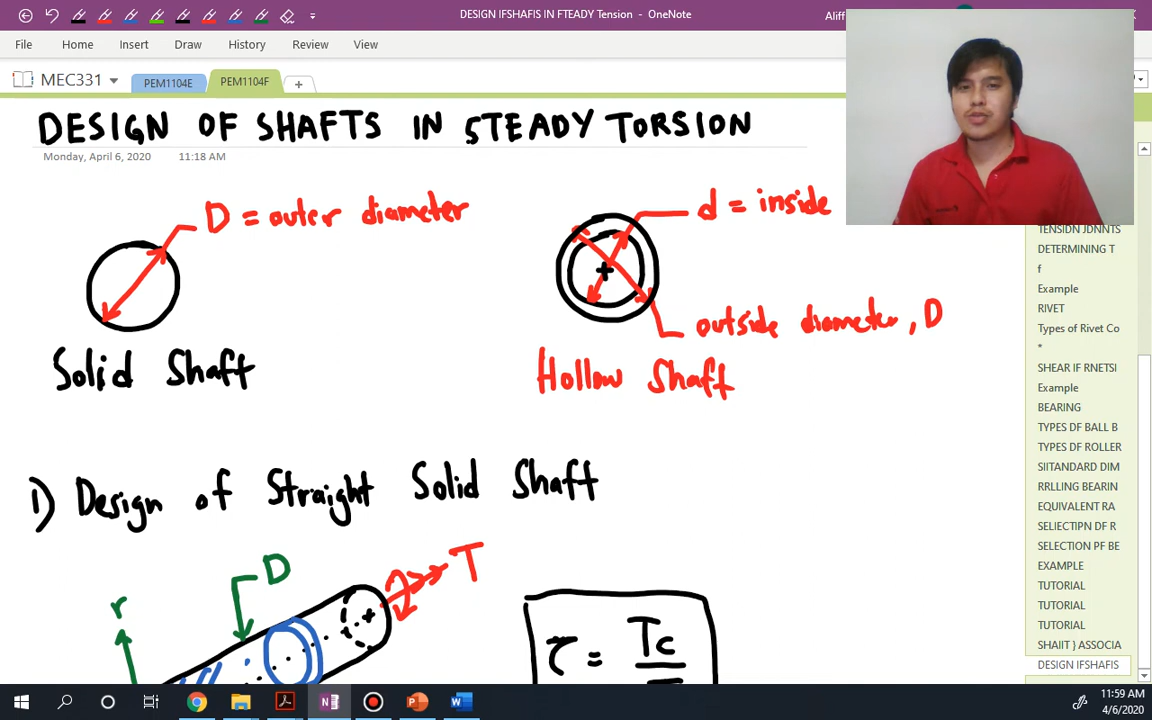 DESIGN IFSHAFIS IN FTEADY Tension - OneNote
Aliff
File Home Insert Draw History Review View
MEC331
PEM1104E
PEM1104F
DESIGN OF SHAFTS IN STEADY TORSION
Monday, April 6, 2020 11:18 AM
D = outer diameter
d = inside
outside diameter, D
Solid Shaft
Hollow Shaft
1) Design of Straight Solid Shaft
D
T
r
τ = Tc
TENSIDN JDNNTS
DETERMINING T
f
Example
RIVET
Types of Rivet Co
*
SHEAR IF RNETSI
Example
BEARING
TYPES DF BALL B
TYPES DF ROLLER
SIITANDARD DIM
RRLLING BEARIN
EQUIVALENT RA
SELIECTIPN DF R
SELECTION PF BE
EXAMPLE
TUTORIAL
TUTORIAL
TUTORIAL
SHAIIT } ASSOCIA
DESIGN IFSHAFIS
11:59 AM
4/6/2020